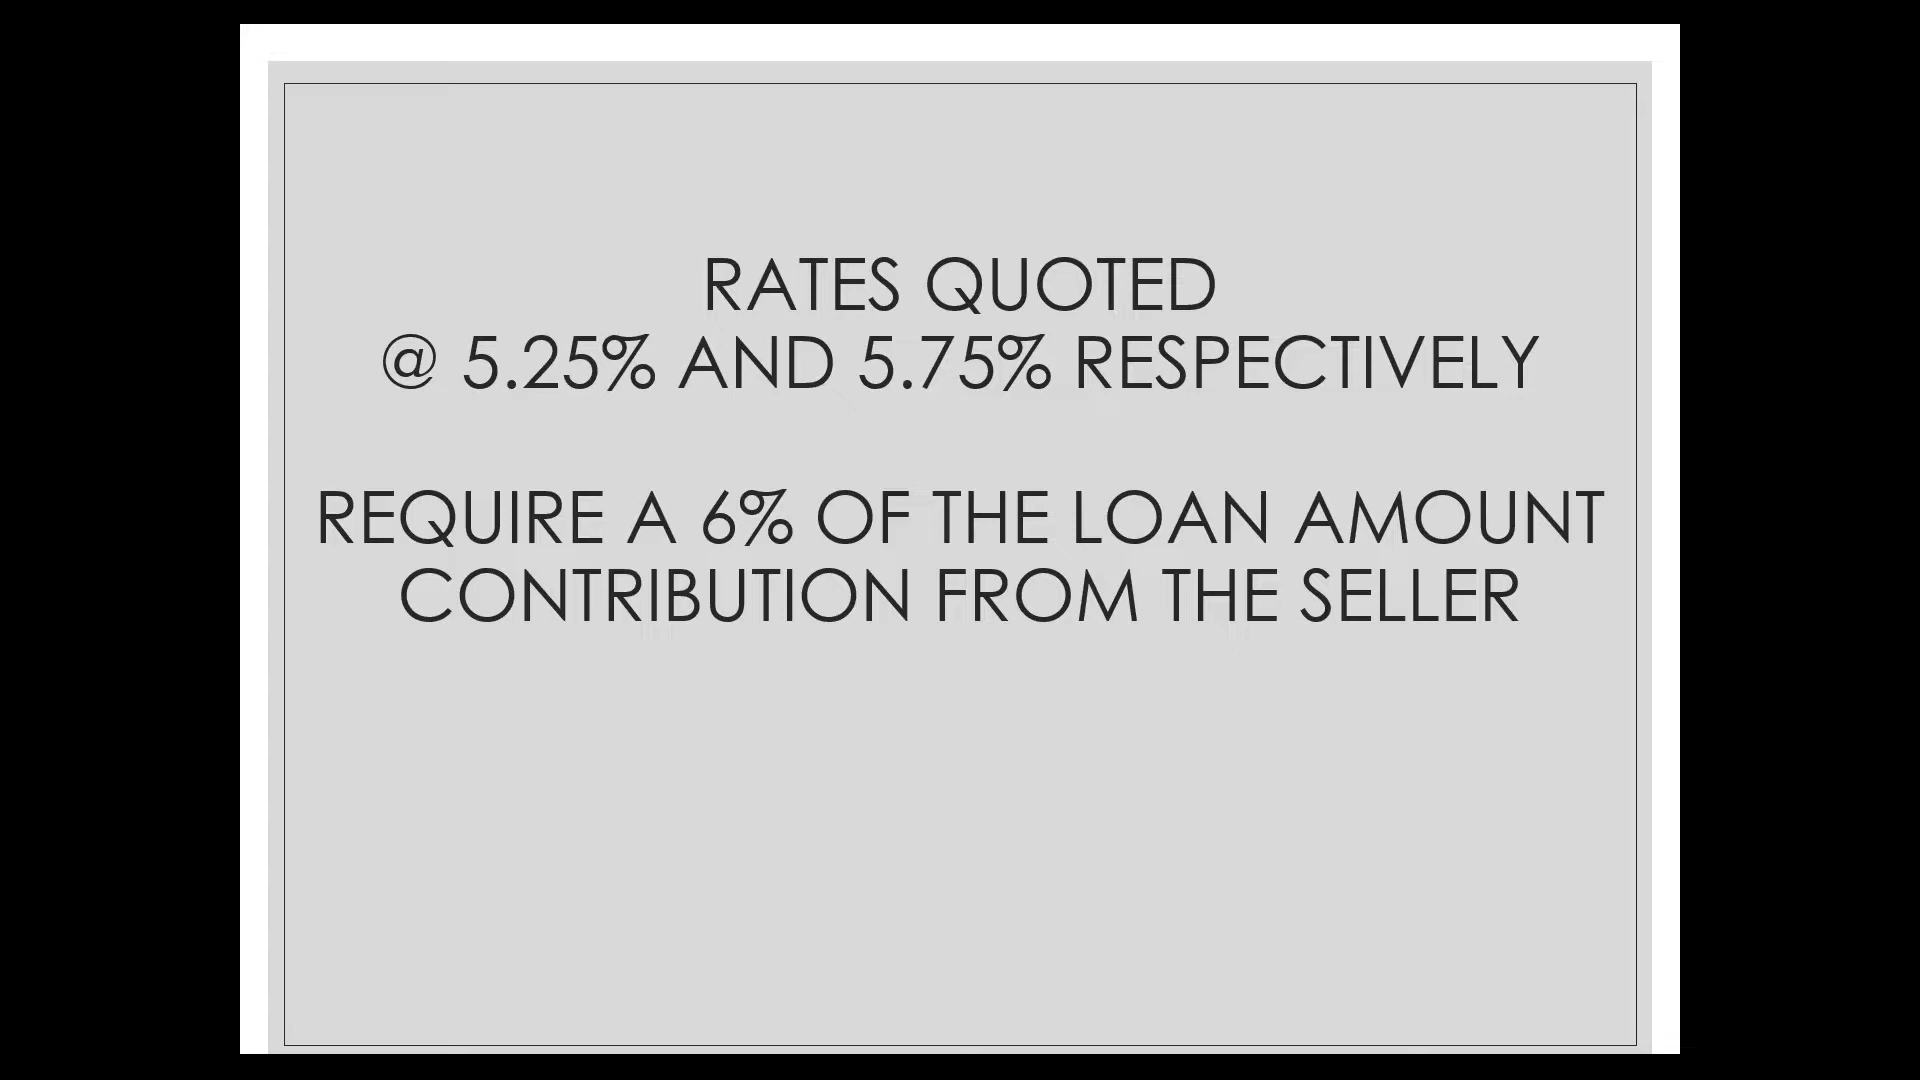 RATES QUOTED
@ 5.25% AND 5.75% RESPECTIVELY
REQUIRE A 6% OF THE LOAN AMOUNT
CONTRIBUTION FROM THE SELLER